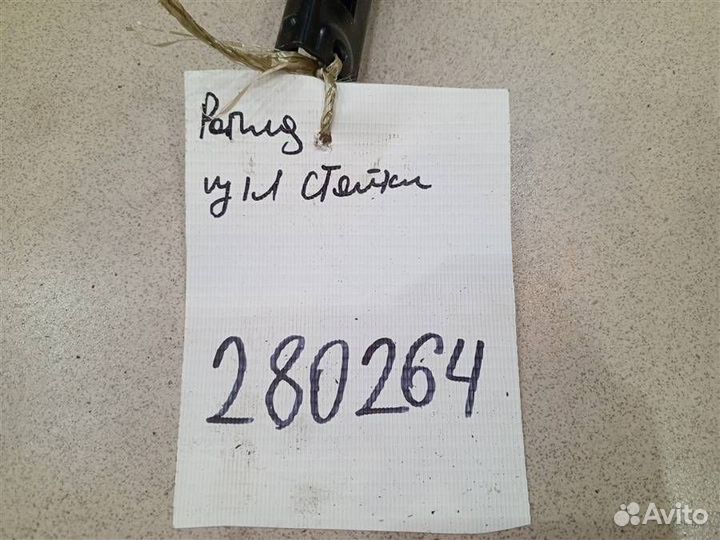 Рапид
ц/л стойки
280264
Avito